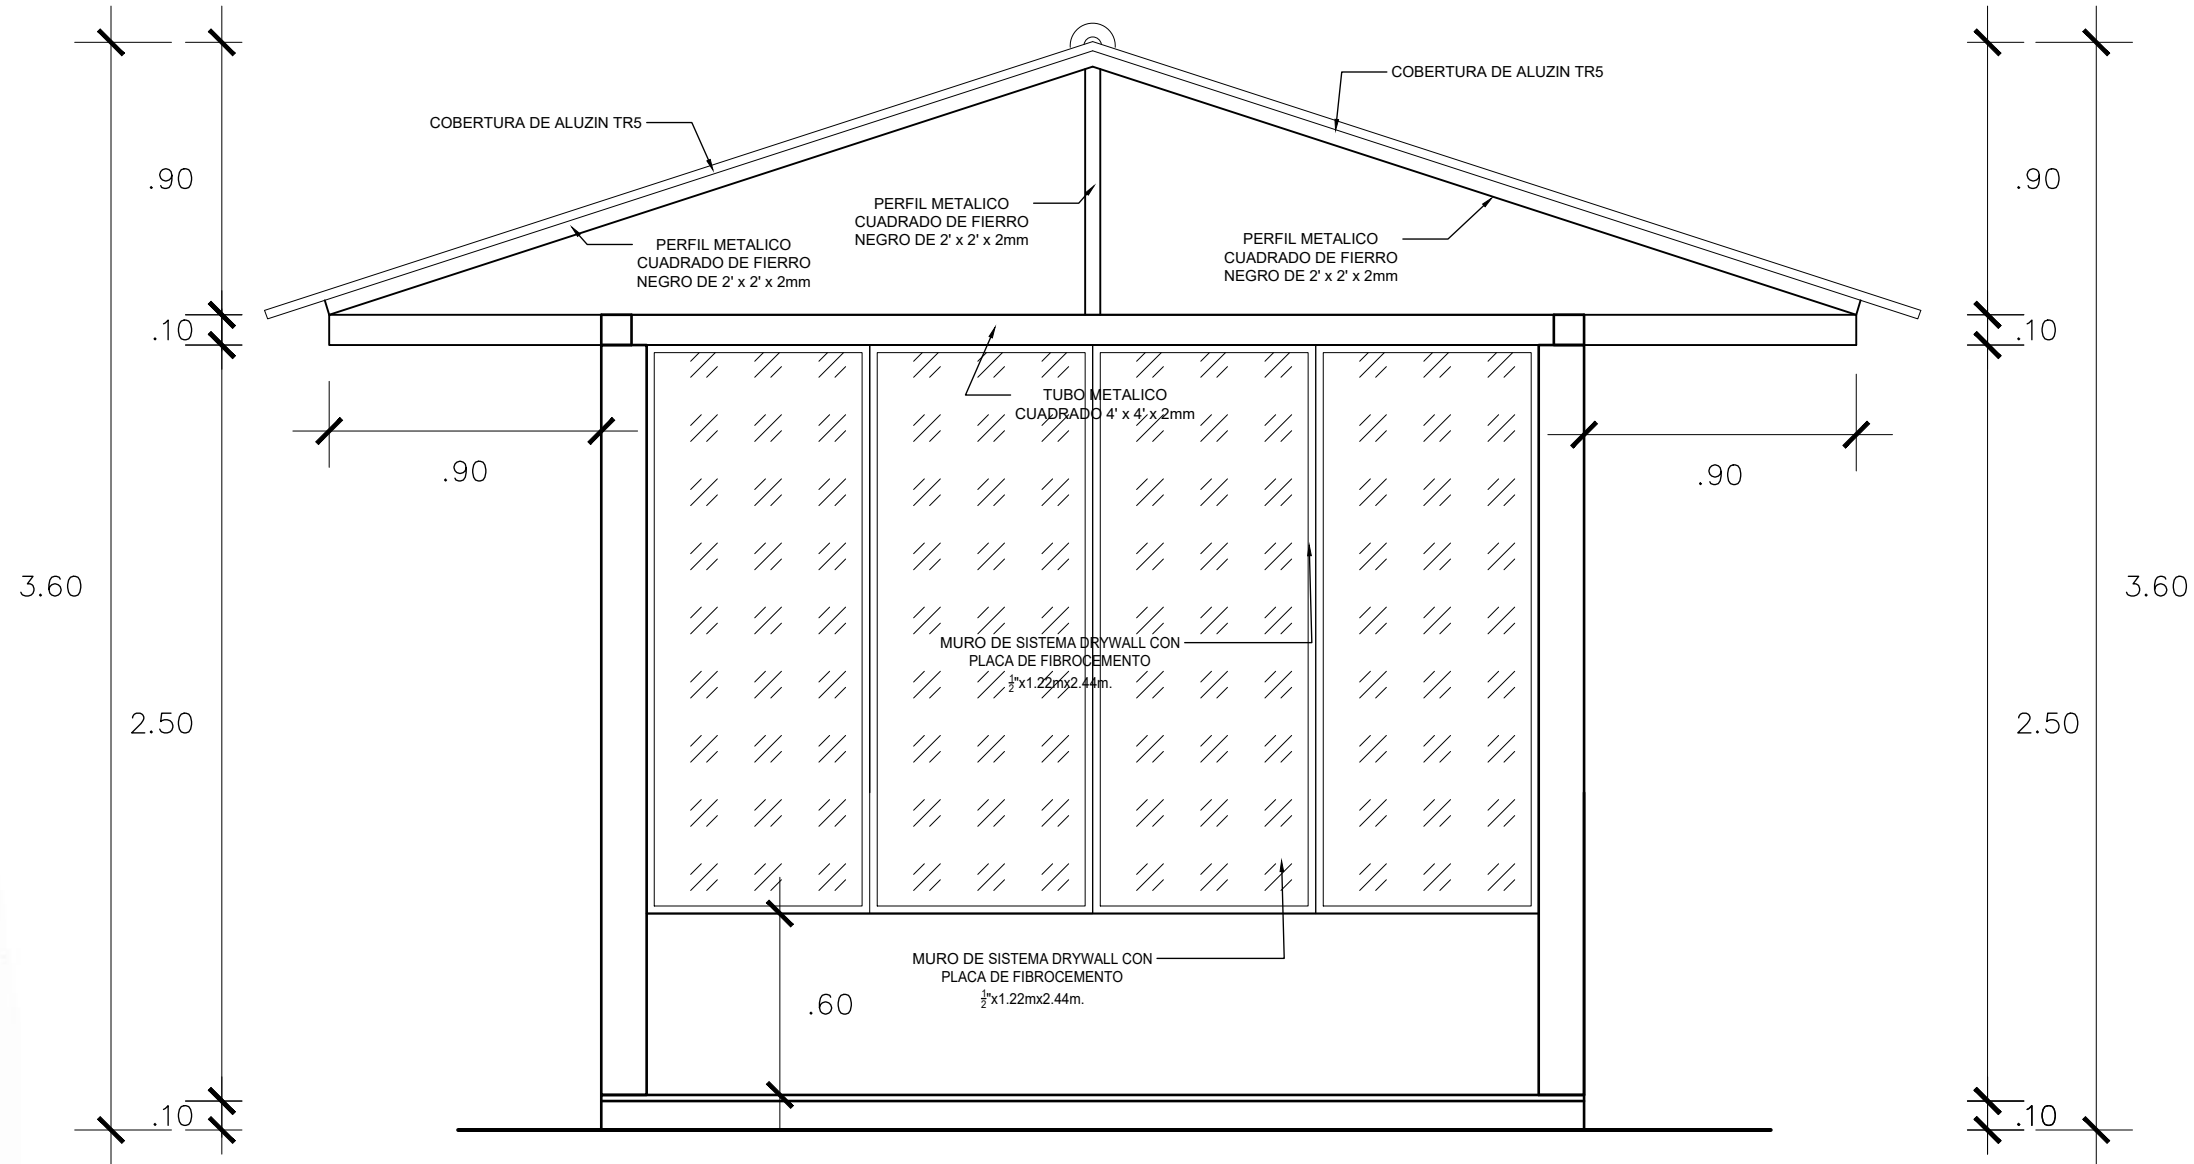 COBERTURA DE ALUZIN TR5
COBERTURA DE ALUZIN TR5
.90
.90
PERFIL METALICO
CUADRADO DE FIERRO
NEGRO DE 2' x 2' x 2mm
PERFIL METALICO
CUADRADO DE FIERRO
NEGRO DE 2' x 2' x 2mm
PERFIL METALICO
CUADRADO DE FIERRO
NEGRO DE 2' x 2' x 2mm
.10
.10
TUBO METALICO
CUADRADO 4' x 4' x 2mm
.90
.90
3.60
3.60
MURO DE SISTEMA DRYWALL CON
PLACA DE FIBROCEMENTO
½"x1.22mx2.44m.
2.50
2.50
MURO DE SISTEMA DRYWALL CON
PLACA DE FIBROCEMENTO
½"x1.22mx2.44m.
.60
.10
.10